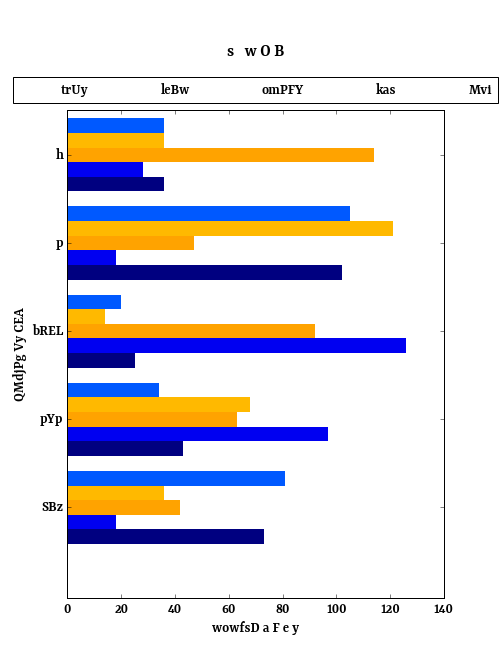 s wOB
trUy leBw omPFY kas Mvi
h
p
bREL
pYp
SBz
QMdjPg Vy CEA
0 20 40 60 80 100 120 140
wowfsD a F e y